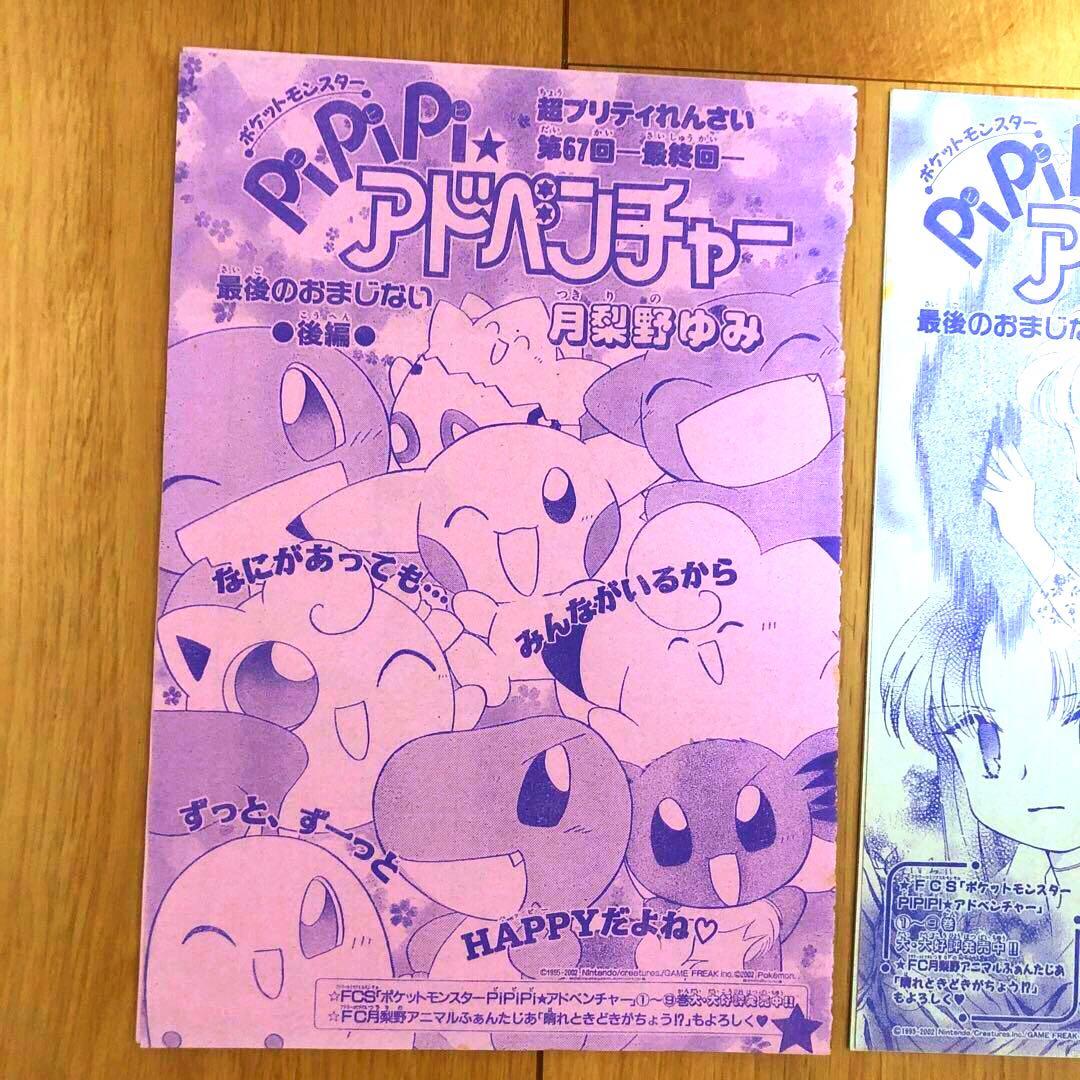 ポケットモンスター
PiPiPi★
アドベンチャー
超プリティれんさい
第67回―最終回―
最後のおまじない
●後編●
月梨野ゆみ
なにがあっても…
みんながいるから
ずっと、ずーっと
HAPPYだよね♡
©1995-2002 Nintendo/creatures/GAME FREAK inc. ©2002 Pokémon.
☆FCS「ポケットモンスターPiPiPi★アドベンチャー」①〜⑨巻大・大好評発売中!!
☆FC月梨野アニマルふぁんたじあ「晴れときどきがちょう!?」もよろしく♥
ポケットモンスター
PiPi
ア
最後のおまじな
★FCS「ポケットモンスター
PiPiPi★アドベンチャー」
①〜⑨巻
大・大好評発売中!!
★FC月梨野アニマルふぁんたじあ
「晴れときどきがちょう!?」
もよろしく♥
©1995-2002 Nintendo/Creatures.Inc./GAME FREAK